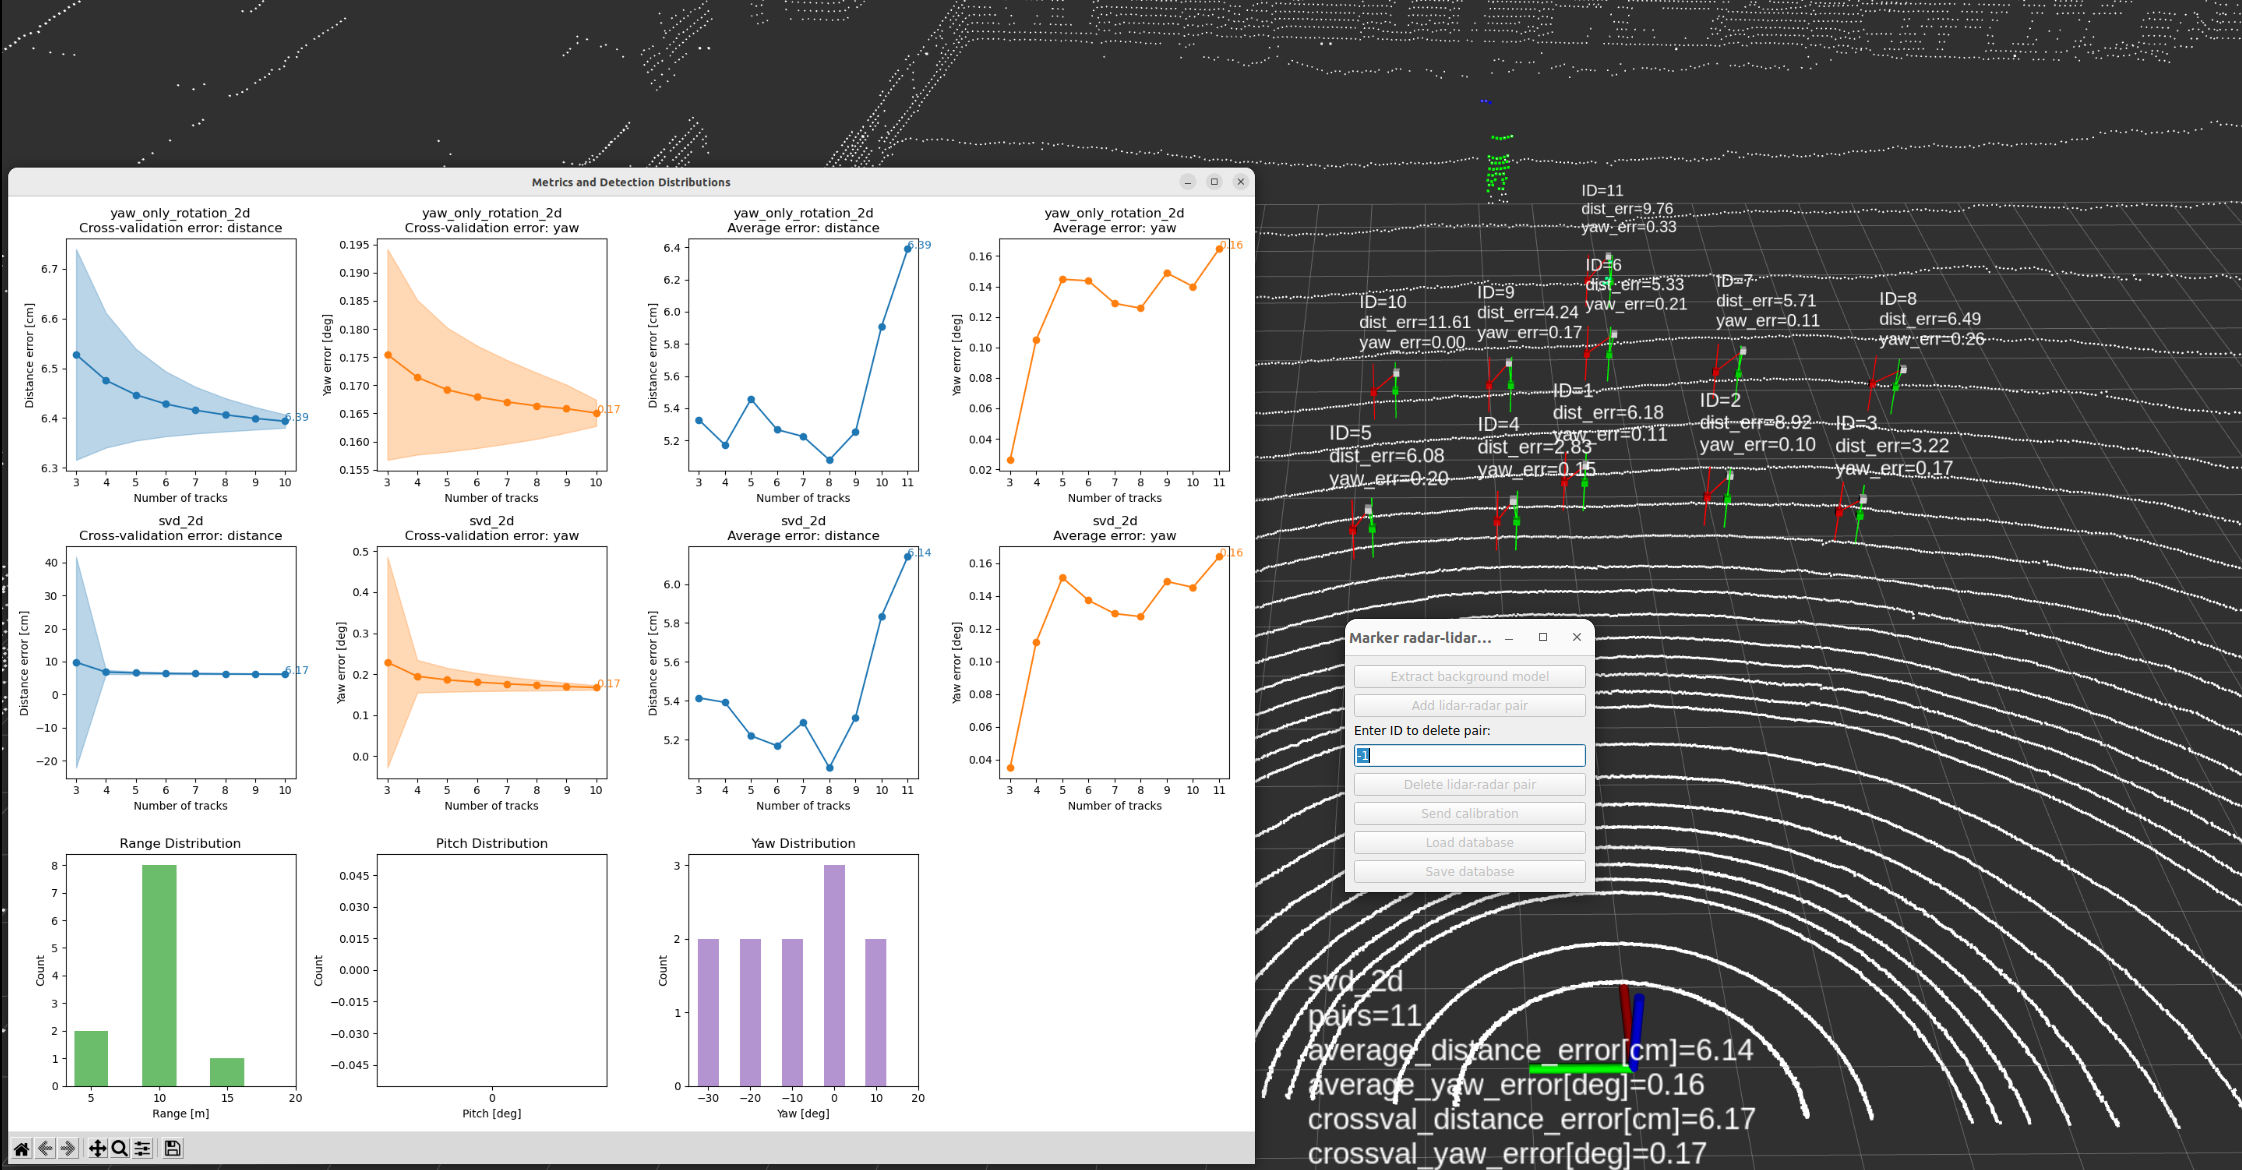 Metrics and Detection Distributions
yaw_only_rotation_2d
Cross-validation error: distance
Distance error [cm]
6.7
6.6
6.5
6.4
6.3
6.39
3 4 5 6 7 8 9 10
Number of tracks
yaw_only_rotation_2d
Cross-validation error: yaw
Yaw error [deg]
0.195
0.190
0.185
0.180
0.175
0.170
0.165
0.160
0.155
0.17
3 4 5 6 7 8 9 10
Number of tracks
yaw_only_rotation_2d
Average error: distance
Distance error [cm]
6.4
6.2
6.0
5.8
5.6
5.4
5.2
6.39
3 4 5 6 7 8 9 10 11
Number of tracks
yaw_only_rotation_2d
Average error: yaw
Yaw error [deg]
0.16
0.14
0.12
0.10
0.08
0.06
0.04
0.02
0.16
3 4 5 6 7 8 9 10 11
Number of tracks
svd_2d
Cross-validation error: distance
Distance error [cm]
40
30
20
10
0
−10
−20
6.17
3 4 5 6 7 8 9 10
Number of tracks
svd_2d
Cross-validation error: yaw
Yaw error [deg]
0.5
0.4
0.3
0.2
0.1
0.0
0.17
3 4 5 6 7 8 9 10
Number of tracks
svd_2d
Average error: distance
Distance error [cm]
6.0
5.8
5.6
5.4
5.2
6.14
3 4 5 6 7 8 9 10 11
Number of tracks
svd_2d
Average error: yaw
Yaw error [deg]
0.16
0.14
0.12
0.10
0.08
0.06
0.04
0.16
3 4 5 6 7 8 9 10 11
Number of tracks
Range Distribution
Count
8
7
6
5
4
3
2
1
0
5 10 15 20
Range [m]
Pitch Distribution
Count
0.045
0.030
0.015
0.000
−0.015
−0.030
−0.045
0
Pitch [deg]
Yaw Distribution
Count
3
2
1
0
−30 −20 −10 0 10 20
Yaw [deg]
ID=11
dist_err=9.76
yaw_err=0.33
ID=6
dist_err=5.33
yaw_err=0.21
ID=7
dist_err=5.71
yaw_err=0.11
ID=8
dist_err=6.49
yaw_err=0.26
ID=9
dist_err=4.24
yaw_err=0.17
ID=10
dist_err=11.61
yaw_err=0.00
ID=1
dist_err=6.18
yaw_err=0.11
ID=2
dist_err=8.92
yaw_err=0.10
ID=3
dist_err=3.22
yaw_err=0.17
ID=4
dist_err=2.83
yaw_err=0.15
ID=5
dist_err=6.08
yaw_err=0.20
Marker radar-lidar...
Extract background model
Add lidar-radar pair
Enter ID to delete pair:
-1
Delete lidar-radar pair
Send calibration
Load database
Save database
svd_2d
pairs=11
average_distance_error[cm]=6.14
average_yaw_error[deg]=0.16
crossval_distance_error[cm]=6.17
crossval_yaw_error[deg]=0.17